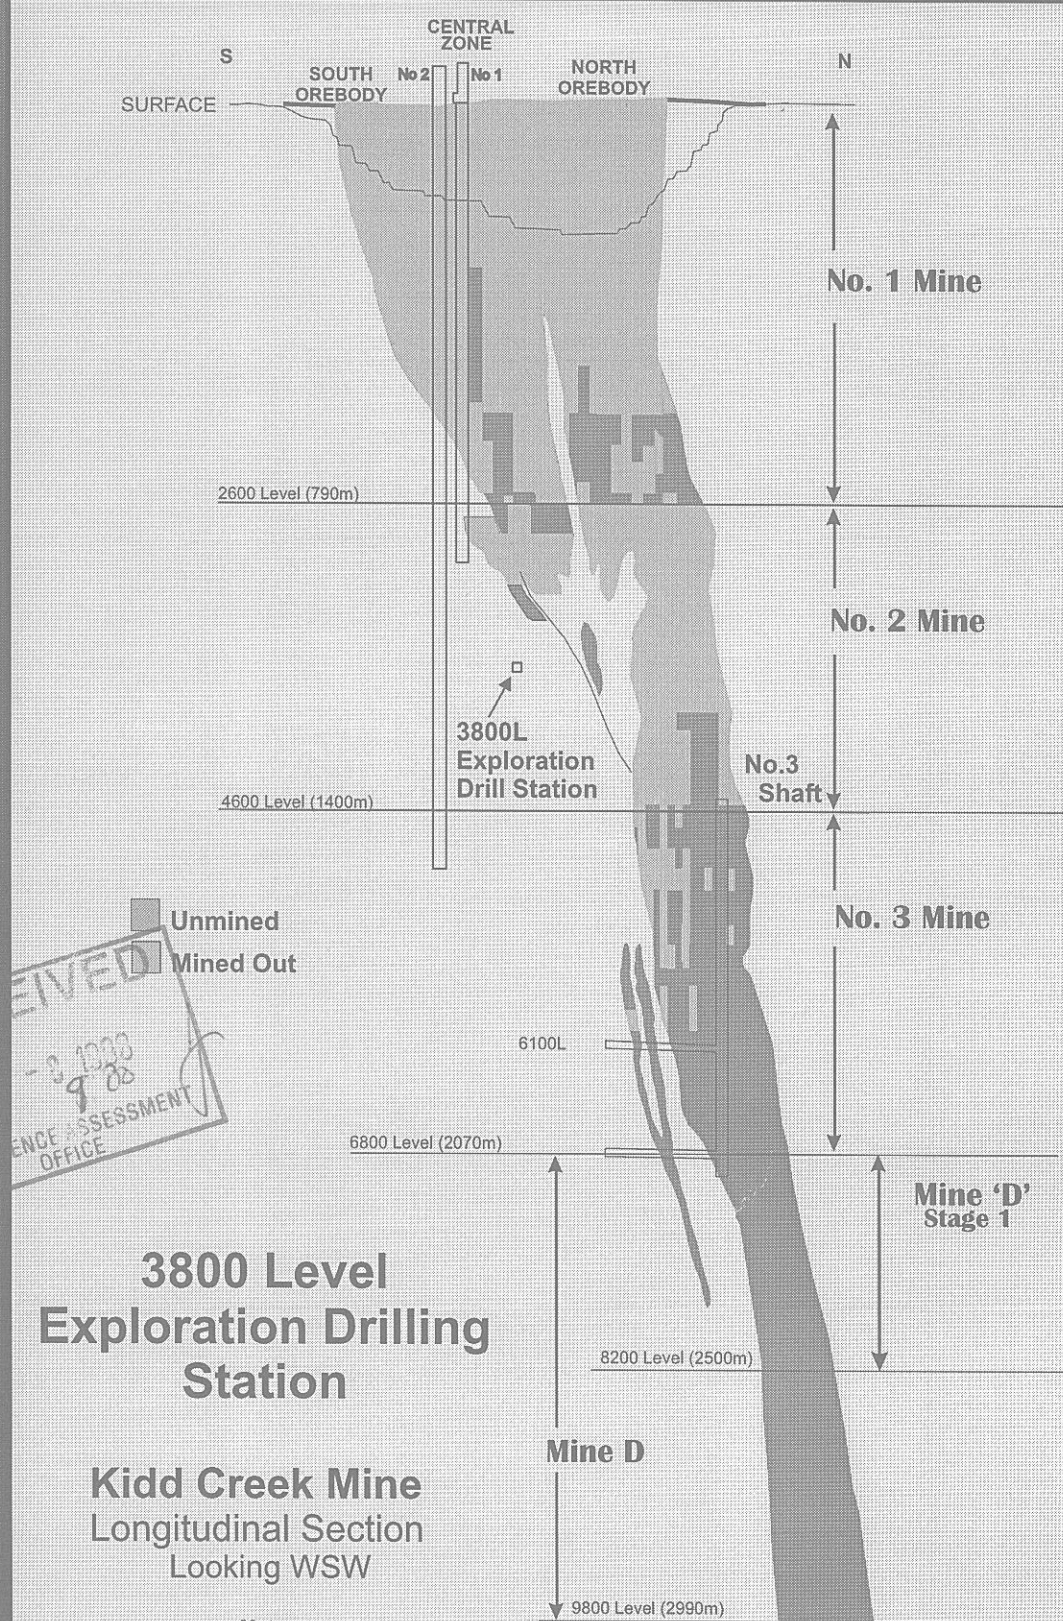 CENTRAL
ZONE
S
N
SOUTH
OREBODY
No 2
No 1
NORTH
OREBODY
SURFACE
No. 1 Mine
2600 Level (790m)
No. 2 Mine
3800L
Exploration
Drill Station
No.3
Shaft
4600 Level (1400m)
Unmined
Mined Out
No. 3 Mine
EIVED
ENCE ASSESSMENT
OFFICE
6100L
6800 Level (2070m)
Mine ‘D’
Stage 1
3800 Level
Exploration Drilling
Station
8200 Level (2500m)
Mine D
Kidd Creek Mine
Longitudinal Section
Looking WSW
9800 Level (2990m)